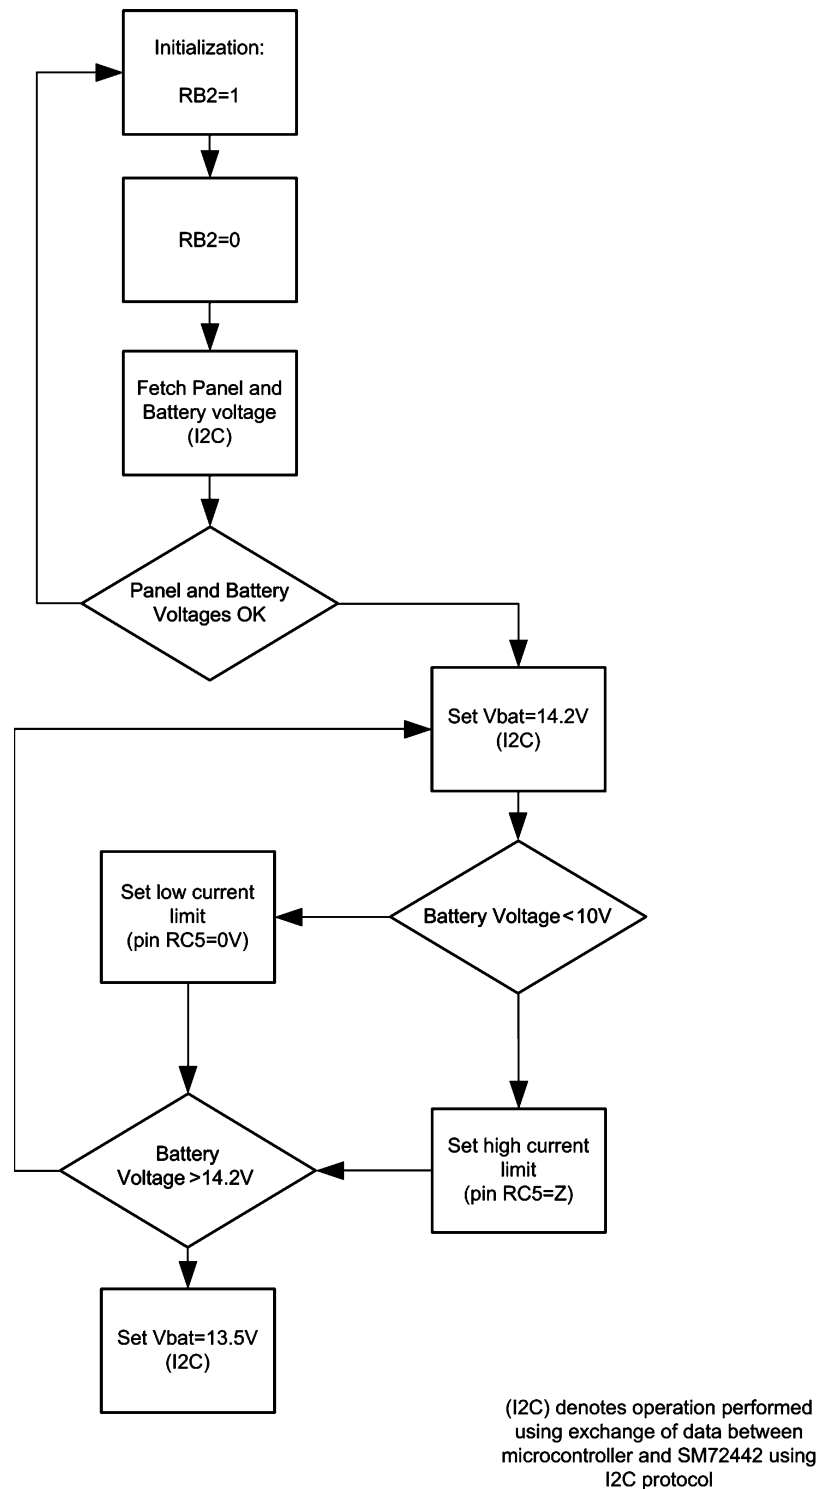 Initialization:
RB2=1
RB2=0
Fetch Panel and
Battery voltage
(I2C)
Panel and Battery
Voltages OK
Set Vbat=14.2V
(I2C)
Set low current
limit
(pin RC5=0V)
Battery Voltage<10V
Battery
Voltage>14.2V
Set high current
limit
(pin RC5=Z)
Set Vbat=13.5V
(I2C)
(I2C) denotes operation performed
using exchange of data between
microcontroller and SM72442 using
I2C protocol